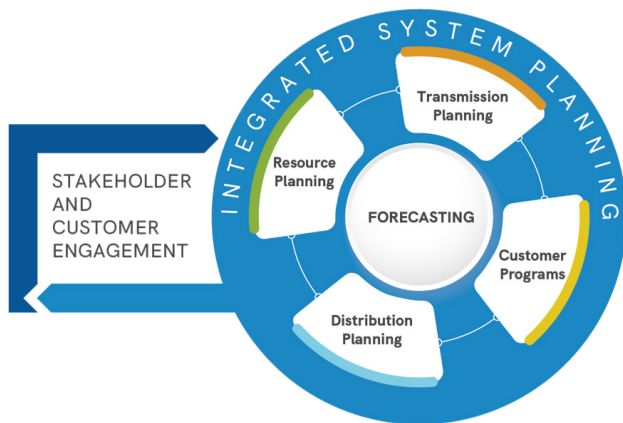 INTEGRATED SYSTEM PLANNING
STAKEHOLDER
AND
CUSTOMER
ENGAGEMENT
Resource
Planning
Transmission
Planning
FORECASTING
Customer
Programs
Distribution
Planning